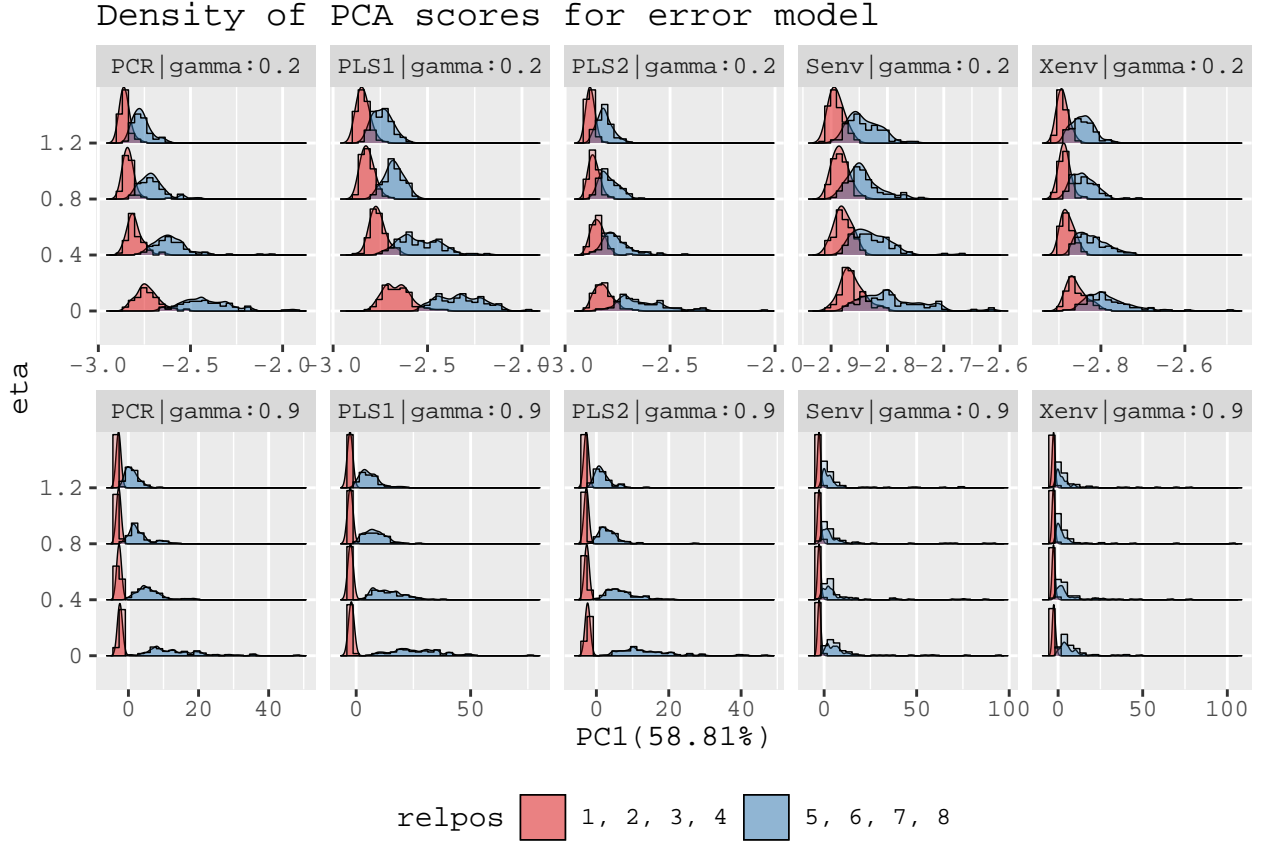 Density of PCA scores for error model
PCR|gamma:0.2 PLS1|gamma:0.2 PLS2|gamma:0.2 Senv|gamma:0.2 Xenv|gamma:0.2
1.2
0.8
0.4
0
-3.0 -2.5 -2.0 -3.0 -2.5 -2.0 -3.0 -2.5 -2.0 -2.9 -2.8 -2.7 -2.6 -2.8 -2.6
eta
PCR|gamma:0.9 PLS1|gamma:0.9 PLS2|gamma:0.9 Senv|gamma:0.9 Xenv|gamma:0.9
1.2
0.8
0.4
0
0 20 40 0 50 0 20 40 0 50 100 0 50 100
PC1(58.81%)
relpos 1, 2, 3, 4 5, 6, 7, 8